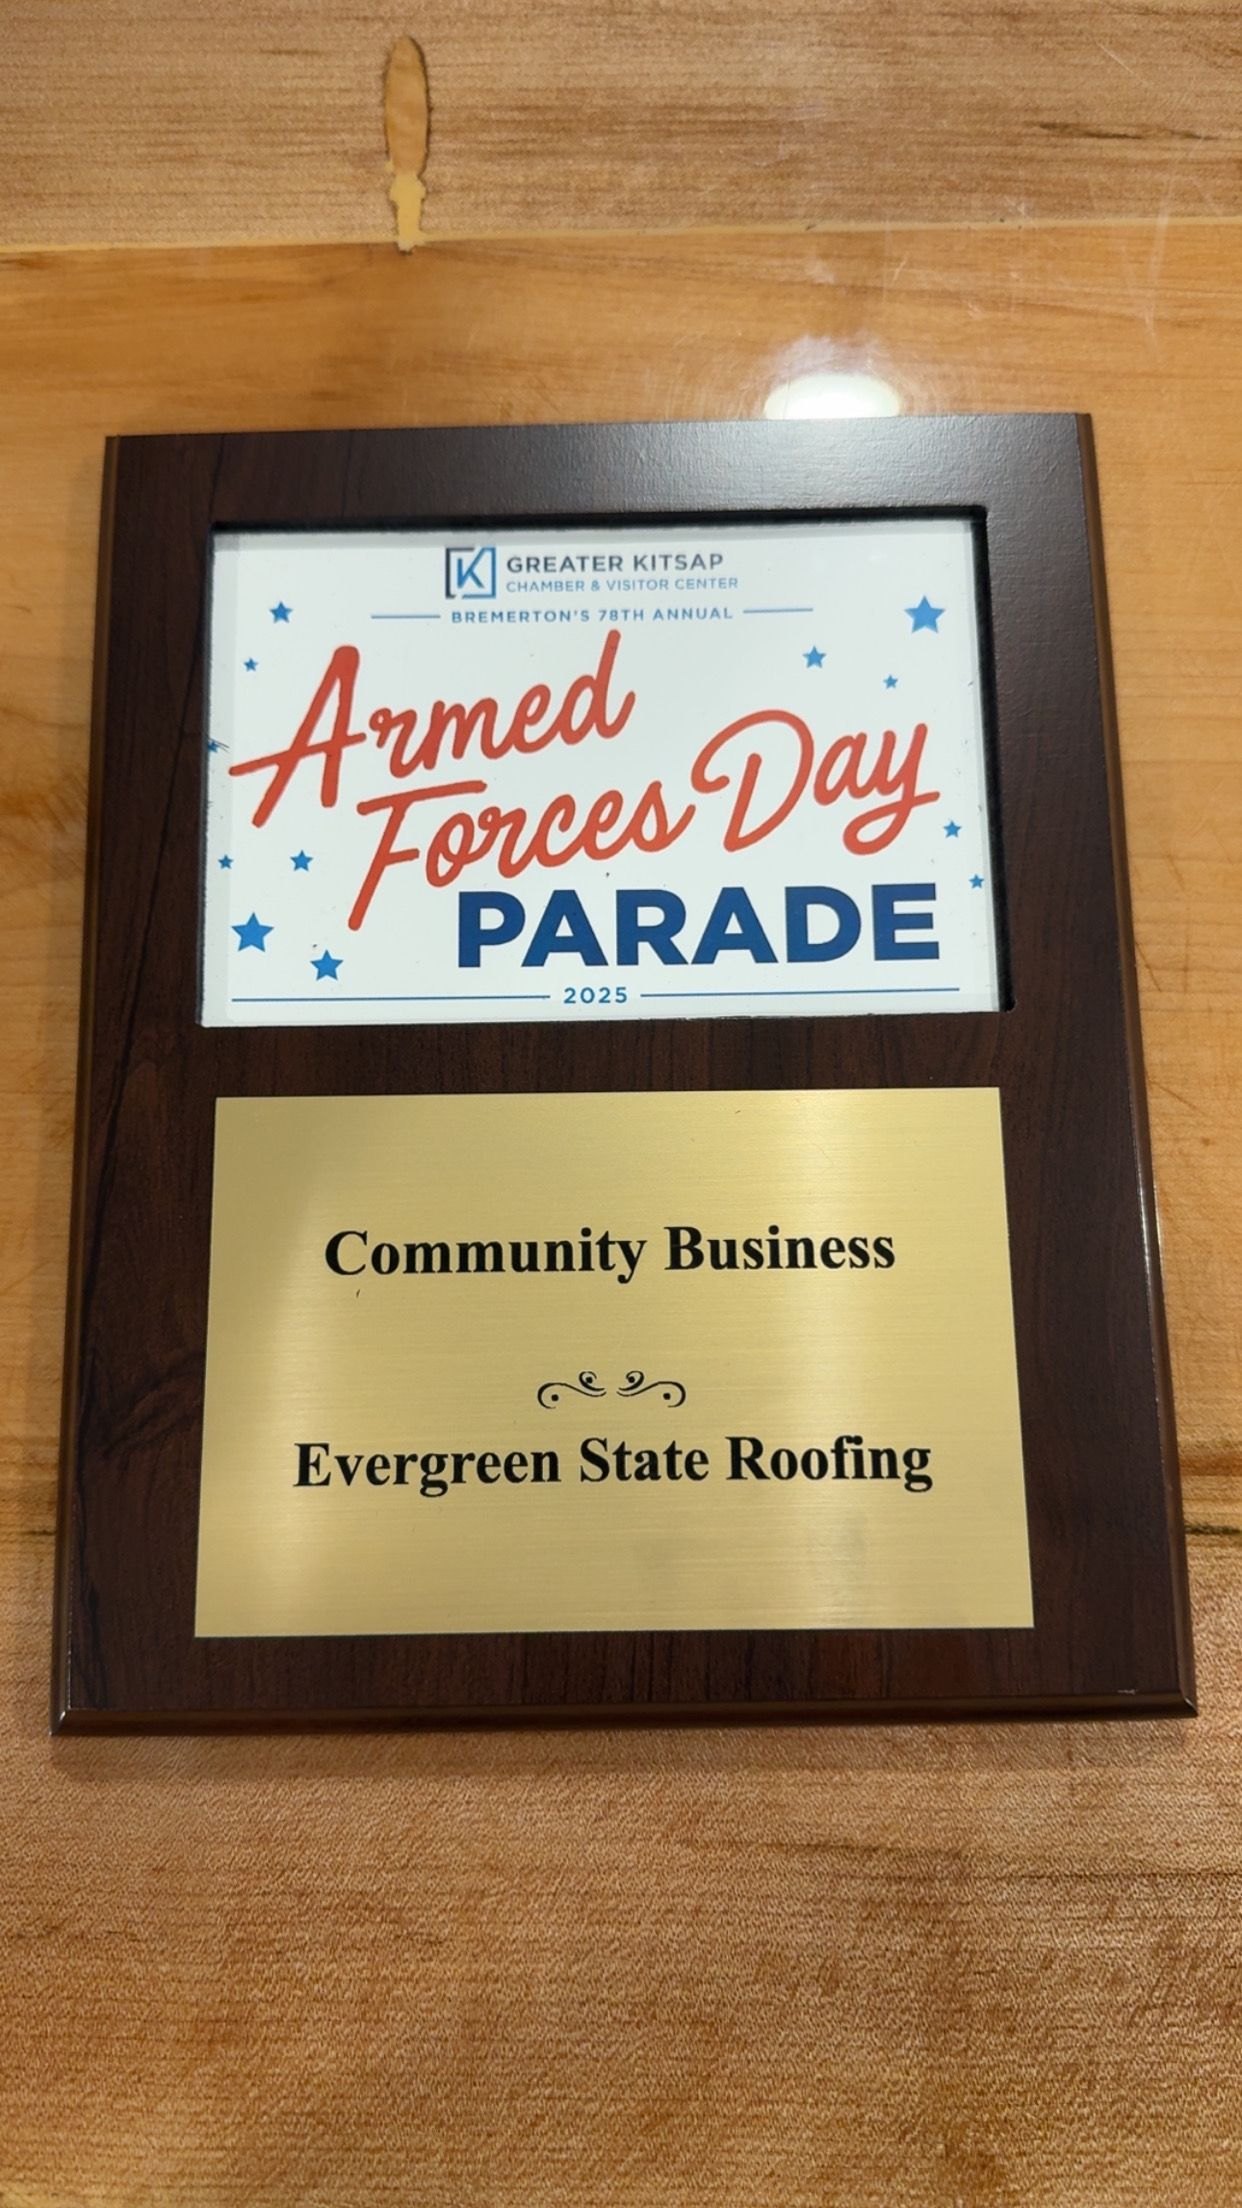 GREATER KITSAP
CHAMBER & VISITOR CENTER
BREMERTON'S 78TH ANNUAL
Armed
Forces Day
PARADE
2025
Community Business
Evergreen State Roofing